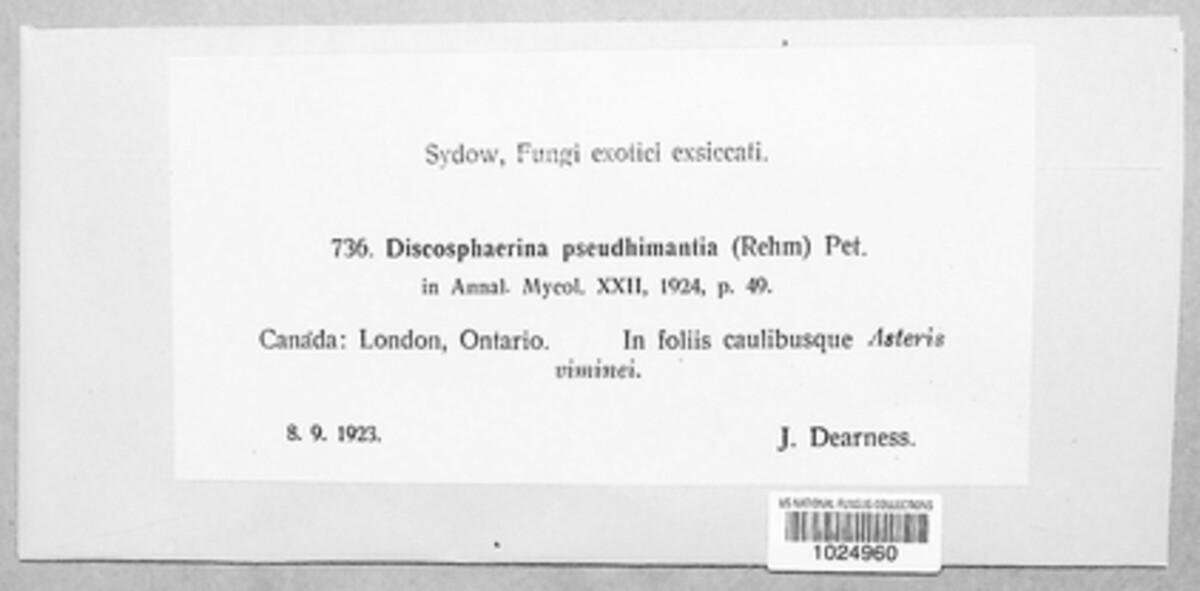 Sydow, Fungi exotici exsiccati.
736. Discosphaerina pseudhimantia (Rehm) Pet.
in Annal. Mycol. XXII, 1924, p. 49.
Canada: London, Ontario. In foliis caulibusque Asteris
viminei.
8. 9. 1923. J. Dearness.
US NATIONAL FUNGUS COLLECTIONS
1024960